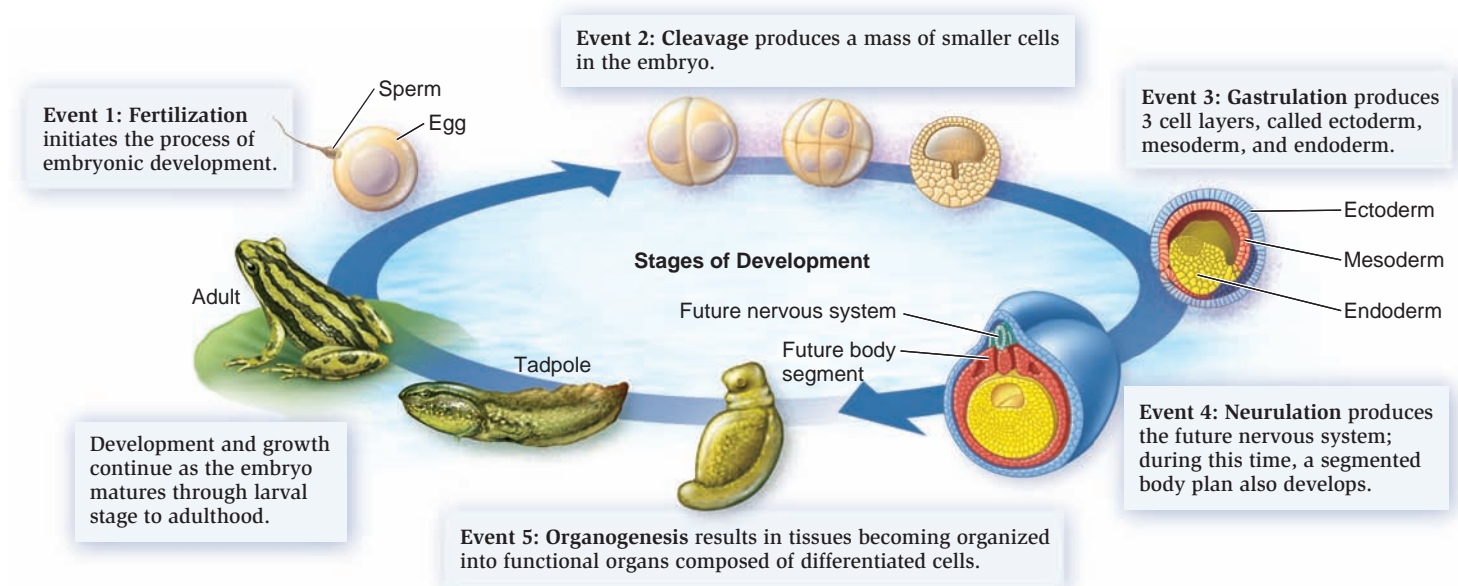 Event 1: Fertilization
initiates the process of
embryonic development.
Sperm
Egg
Event 2: Cleavage produces a mass of smaller cells
in the embryo.
Event 3: Gastrulation produces
3 cell layers, called ectoderm,
mesoderm, and endoderm.
Ectoderm
Mesoderm
Endoderm
Stages of Development
Adult
Future nervous system
Future body
segment
Tadpole
Event 4: Neurulation produces
the future nervous system;
during this time, a segmented
body plan also develops.
Development and growth
continue as the embryo
matures through larval
stage to adulthood.
Event 5: Organogenesis results in tissues becoming organized
into functional organs composed of differentiated cells.